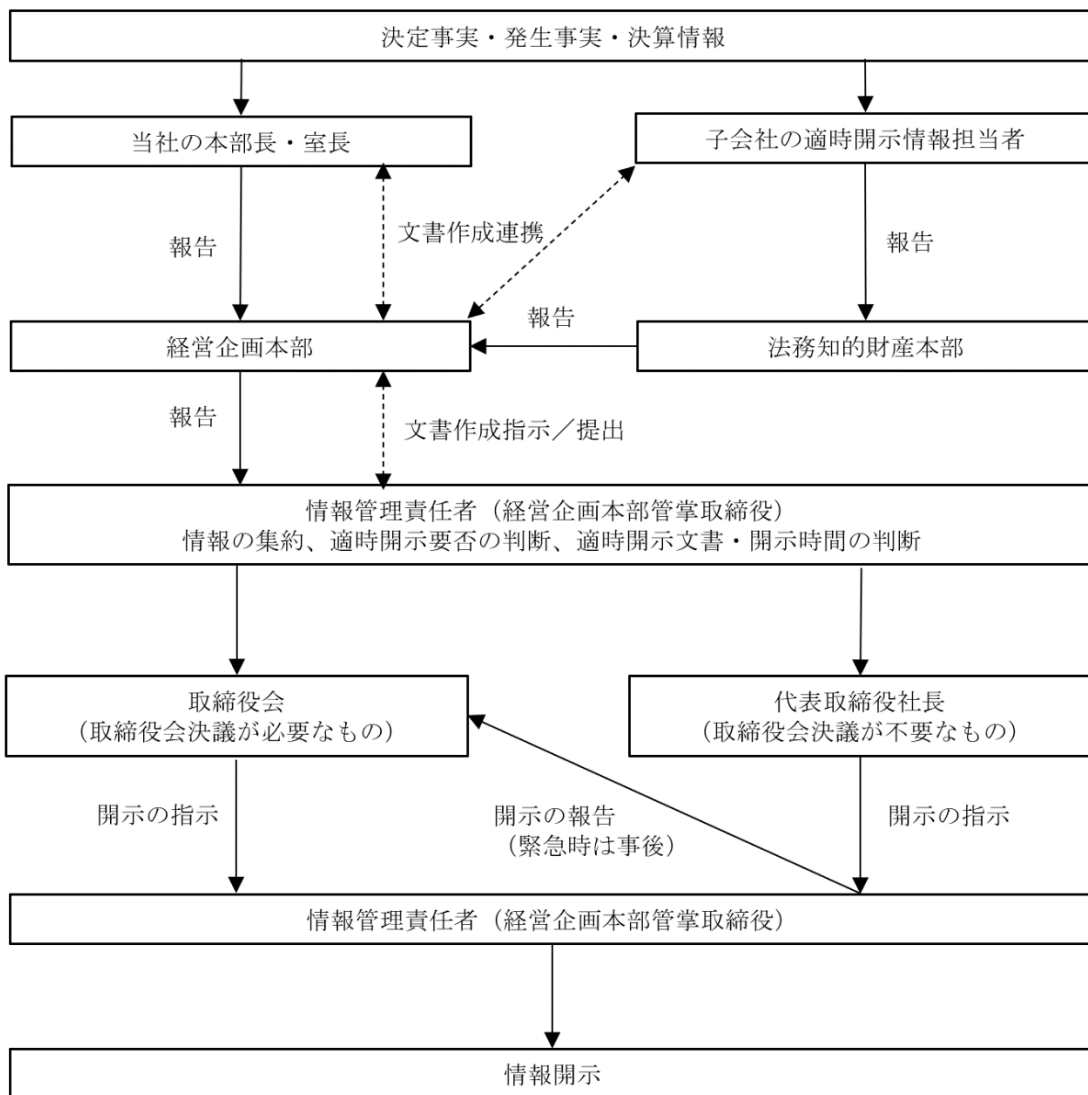 決定事実・発生事実・決算情報
当社の本部長・室長
子会社の適時開示情報担当者
報告
文書作成連携
報告
経営企画本部
報告
法務知的財産本部
報告
文書作成指示／提出
情報管理責任者（経営企画本部管掌取締役）
情報の集約、適時開示要否の判断、適時開示文書・開示時間の判断
取締役会
（取締役会決議が必要なもの）
代表取締役社長
（取締役会決議が不要なもの）
開示の指示
開示の報告
（緊急時は事後）
開示の指示
情報管理責任者（経営企画本部管掌取締役）
情報開示